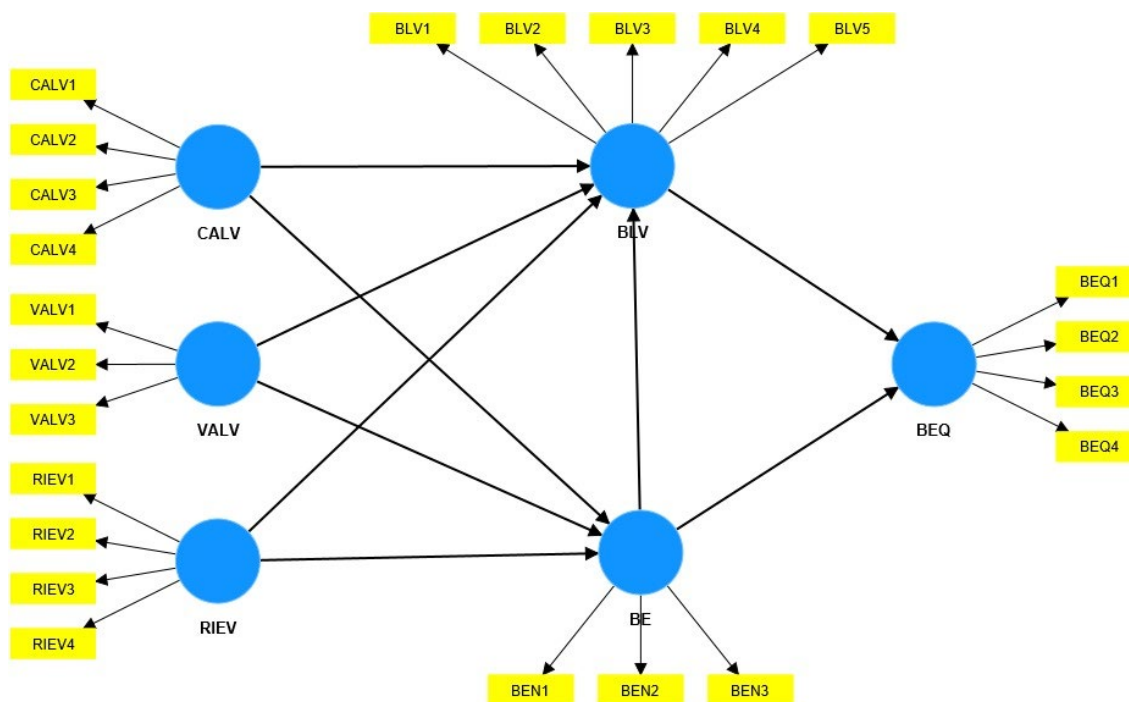 BLV1
BLV2
BLV3
BLV4
BLV5
CALV1
CALV2
CALV3
CALV4
CALV
BLV
VALV1
VALV2
VALV3
VALV
BEQ1
BEQ2
BEQ3
BEQ4
BEQ
RIEV1
RIEV2
RIEV3
RIEV4
RIEV
BE
BEN1
BEN2
BEN3